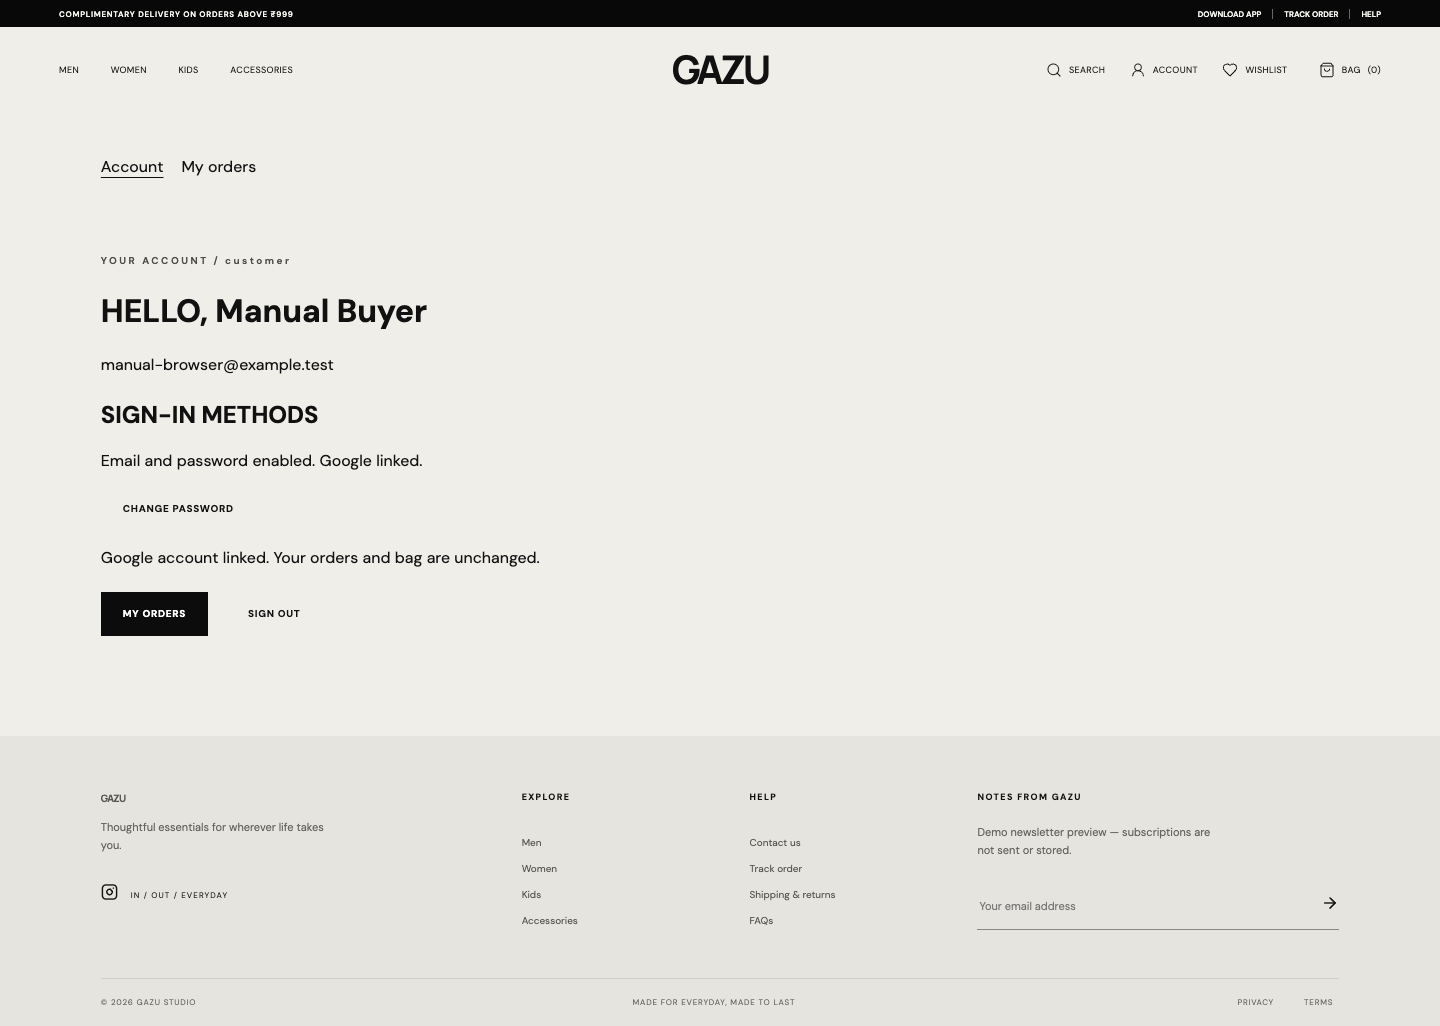 COMPLIMENTARY DELIVERY ON ORDERS ABOVE ₹999
DOWNLOAD APP
TRACK ORDER
HELP
MEN
WOMEN
KIDS
ACCESSORIES
GAZU
SEARCH
ACCOUNT
WISHLIST
BAG (0)
Account
My orders
YOUR ACCOUNT / customer
HELLO, Manual Buyer
manual-browser@example.test
SIGN-IN METHODS
Email and password enabled. Google linked.
CHANGE PASSWORD
Google account linked. Your orders and bag are unchanged.
MY ORDERS
SIGN OUT
GAZU
Thoughtful essentials for wherever life takes
you.
IN / OUT / EVERYDAY
EXPLORE
Men
Women
Kids
Accessories
HELP
Contact us
Track order
Shipping & returns
FAQs
NOTES FROM GAZU
Demo newsletter preview — subscriptions are
not sent or stored.
Your email address
© 2026 GAZU STUDIO
MADE FOR EVERYDAY, MADE TO LAST
PRIVACY
TERMS